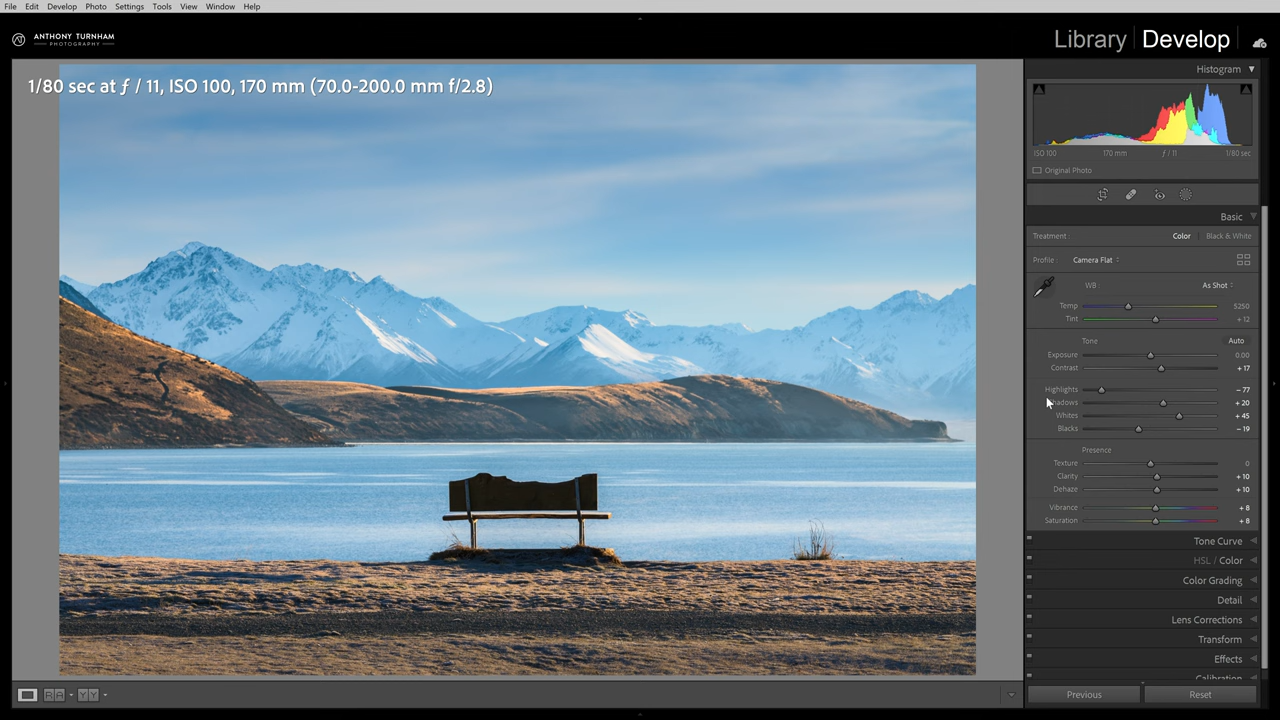 File Edit Develop Photo Settings Tools View Window Help
ANTHONY TURNHAM
PHOTOGRAPHY
Library Develop
1/80 sec at ƒ / 11, ISO 100, 170 mm (70.0-200.0 mm f/2.8)
Histogram
ISO 100 170 mm ƒ / 11 1/80 sec
Original Photo
Basic
Treatment : Color Black & White
Profile : Camera Flat
WB : As Shot
Temp 5250
Tint + 12
Tone Auto
Exposure 0.00
Contrast + 17
Highlights − 77
Shadows + 20
Whites + 45
Blacks − 19
Presence
Texture 0
Clarity + 10
Dehaze + 10
Vibrance + 8
Saturation + 8
Tone Curve
HSL / Color
Color Grading
Detail
Lens Corrections
Transform
Effects
Calibration
R A Y Y
Previous Reset